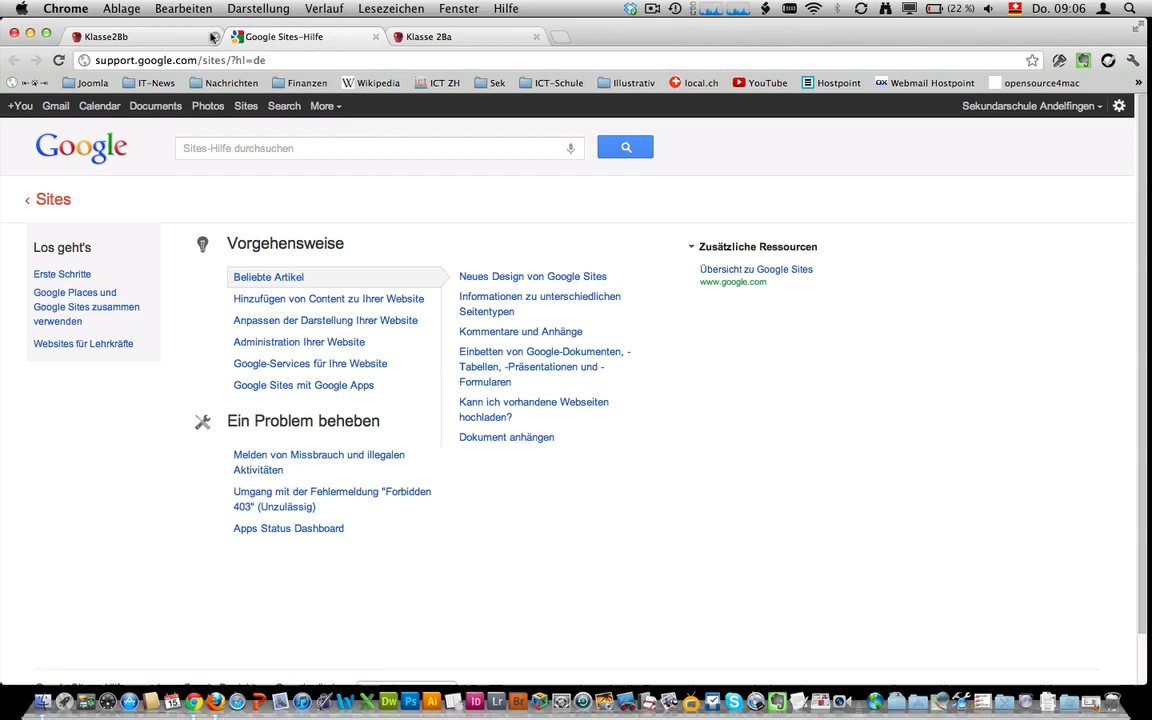 Chrome Ablage Bearbeiten Darstellung Verlauf Lesezeichen Fenster Hilfe (22 %) Do. 09:06
Klasse2Bb Google Sites-Hilfe Klasse 2Ba
support.google.com/sites/?hl=de
Joomla IT-News Nachrichten Finanzen Wikipedia ICT ZH Sek ICT-Schule Illustrativ local.ch YouTube Hostpoint Webmail Hostpoint opensource4mac »
+You Gmail Calendar Documents Photos Sites Search More Sekundarschule Andelfingen
Google Sites-Hilfe durchsuchen
‹ Sites
Los geht's
Erste Schritte
Google Places und
Google Sites zusammen
verwenden
Websites für Lehrkräfte
Vorgehensweise
Beliebte Artikel
Hinzufügen von Content zu Ihrer Website
Anpassen der Darstellung Ihrer Website
Administration Ihrer Website
Google-Services für Ihre Website
Google Sites mit Google Apps
Neues Design von Google Sites
Informationen zu unterschiedlichen
Seitentypen
Kommentare und Anhänge
Einbetten von Google-Dokumenten, -
Tabellen, -Präsentationen und -
Formularen
Kann ich vorhandene Webseiten
hochladen?
Dokument anhängen
Ein Problem beheben
Melden von Missbrauch und illegalen
Aktivitäten
Umgang mit der Fehlermeldung "Forbidden
403" (Unzulässig)
Apps Status Dashboard
Zusätzliche Ressourcen
Übersicht zu Google Sites
www.google.com